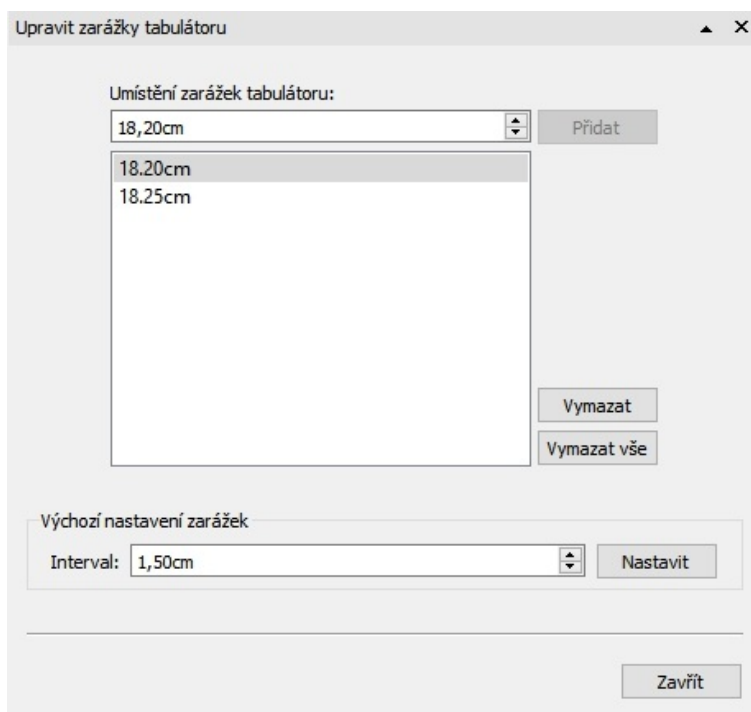 Upravit zarážky tabulátoru
Umístění zarážek tabulátoru:
18,20cm
Přidat
18.20cm
18.25cm
Vymazat
Vymazat vše
Výchozí nastavení zarážek
Interval: 1,50cm Nastavit
Zavřít